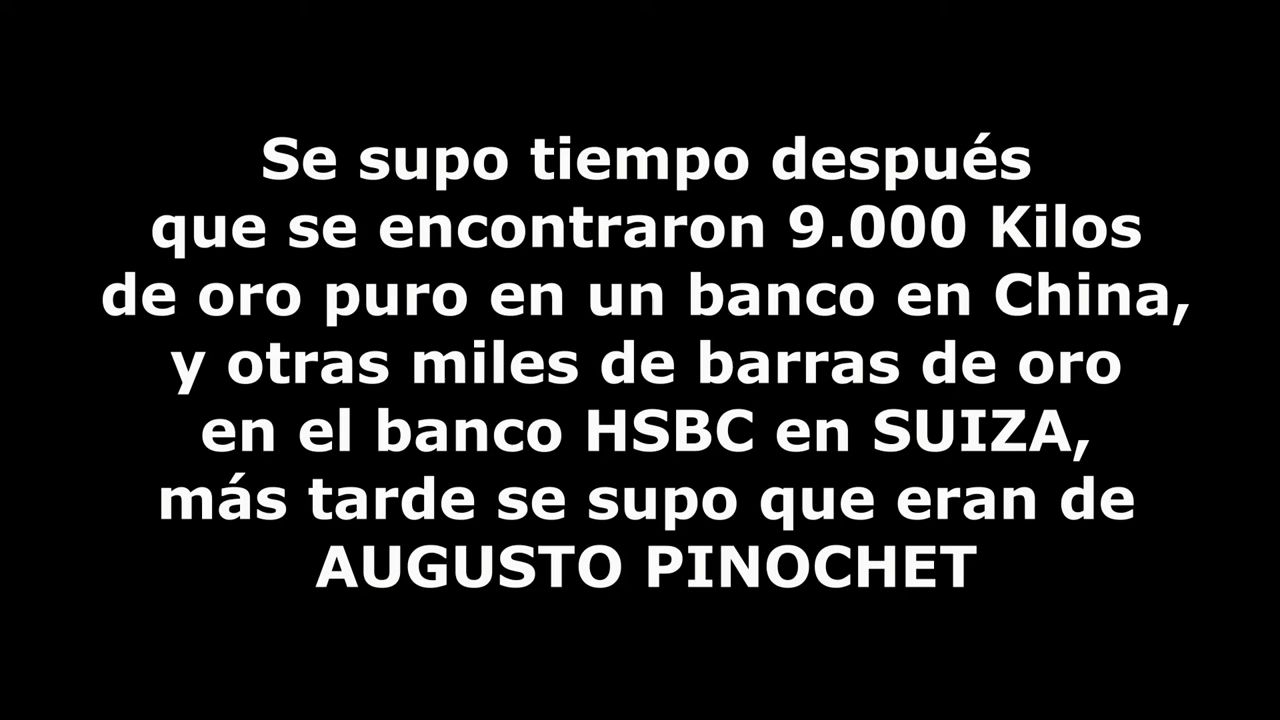 Se supo tiempo después
que se encontraron 9.000 Kilos
de oro puro en un banco en China,
y otras miles de barras de oro
en el banco HSBC en SUIZA,
más tarde se supo que eran de
AUGUSTO PINOCHET